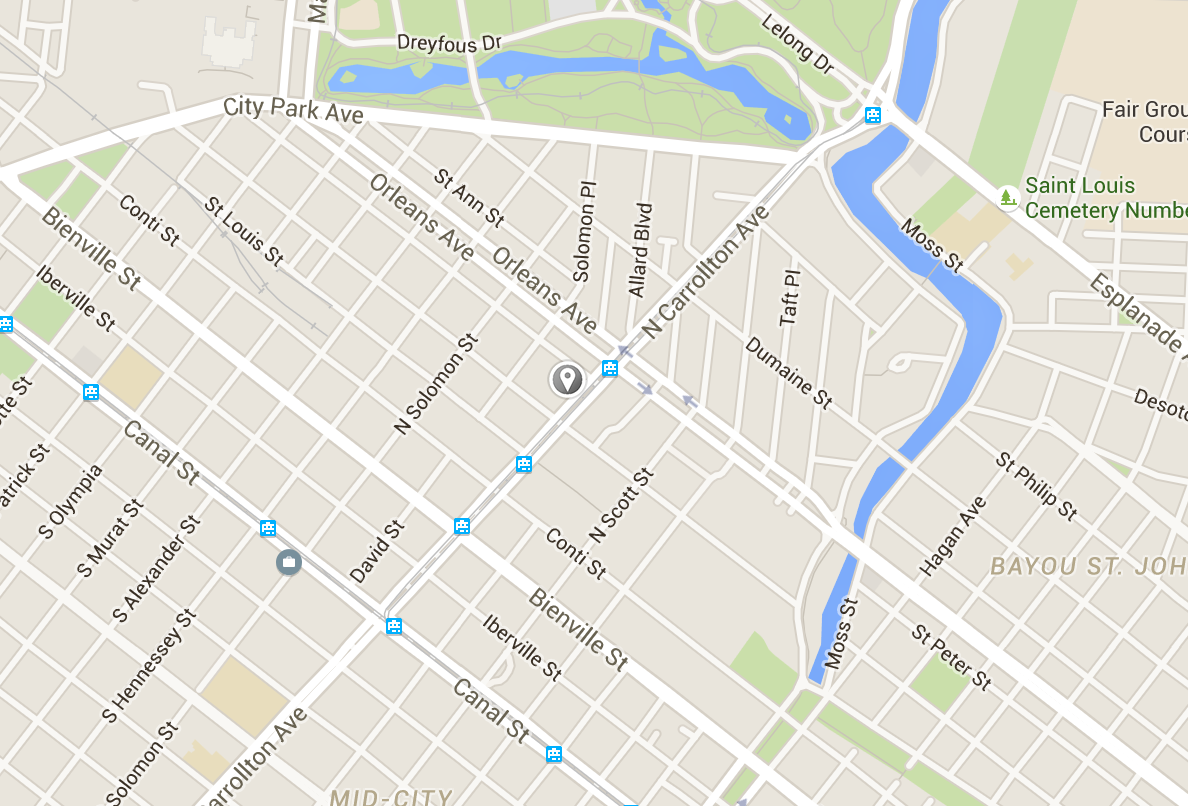 Ma
Dreyfous Dr
Lelong Dr
City Park Ave
Fair Grou
Cours
Saint Louis
Cemetery Numbe
St Ann St
Orleans Ave
Conti St
St Louis St
Bienville St
Solomon Pl
Allard Blvd
N Carrollton Ave
Moss St
Orleans Ave
Iberville St
Taft Pl
Esplanade A
N Solomon St
Dumaine St
Desoto
otte St
Canal St
atrick St
S Olympia
St Philip St
N Scott St
S Murat St
Hagan Ave
S Alexander St
David St
Conti St
BAYOU ST. JOH
Bienville St
Moss St
S Hennessey St
Iberville St
St Peter St
Canal St
Solomon St
Carrollton Ave
MID-CITY